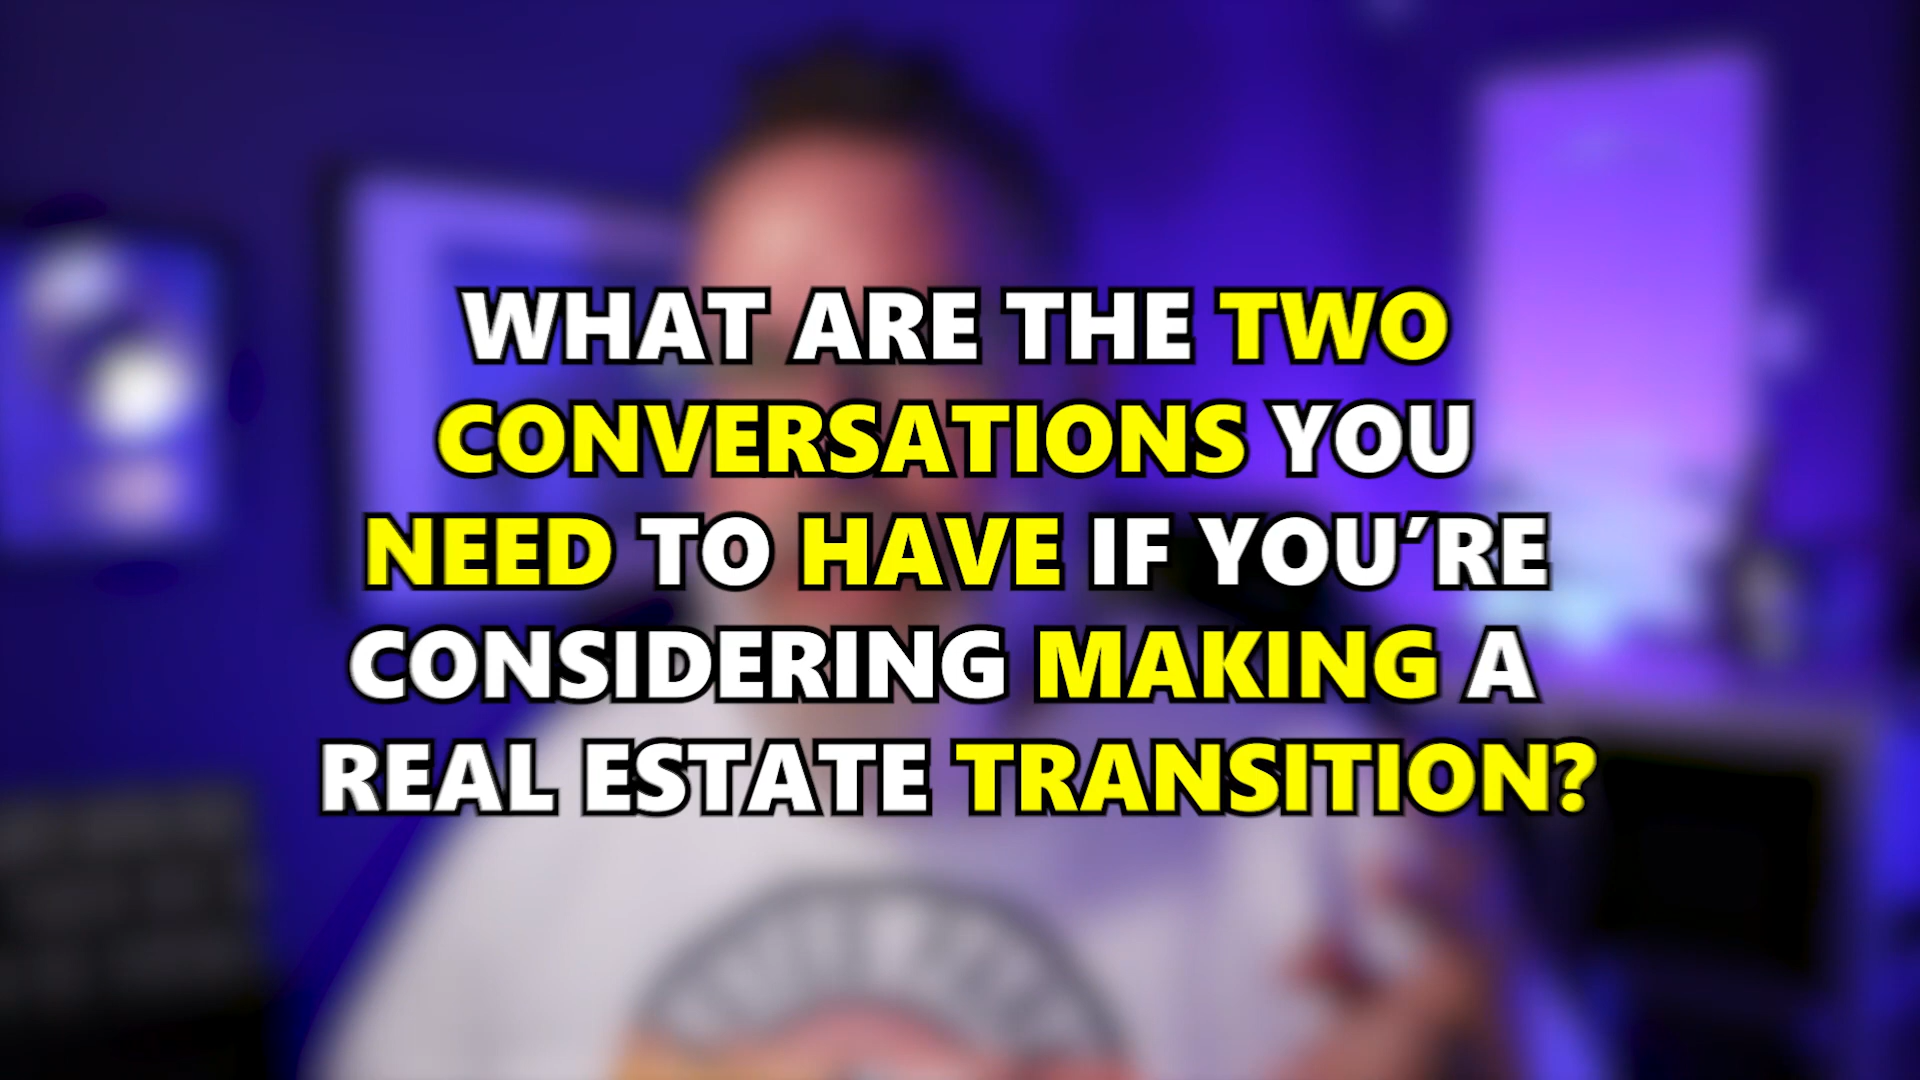 WHAT ARE THE TWO
CONVERSATIONS YOU
NEED TO HAVE IF YOU’RE
CONSIDERING MAKING A
REAL ESTATE TRANSITION?